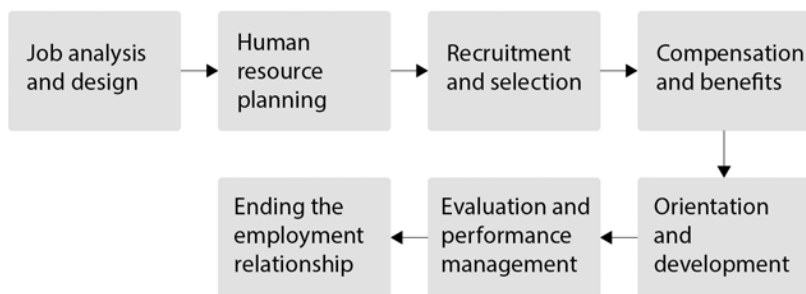 Job analysis
and design
Human
resource
planning
Recruitment
and selection
Compensation
and benefits
Orientation
and
development
Evaluation and
performance
management
Ending the
employment
relationship